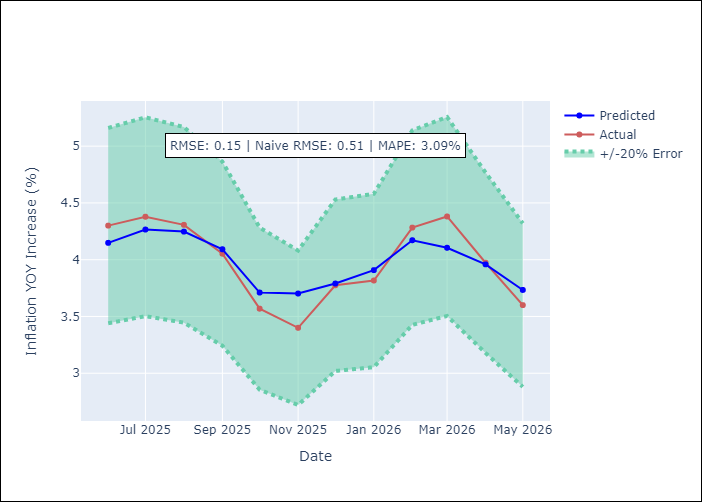 RMSE: 0.15 | Naive RMSE: 0.51 | MAPE: 3.09%
Predicted
Actual
+/-20% Error
Inflation YOY Increase (%)
5
4.5
4
3.5
3
Jul 2025
Sep 2025
Nov 2025
Jan 2026
Mar 2026
May 2026
Date